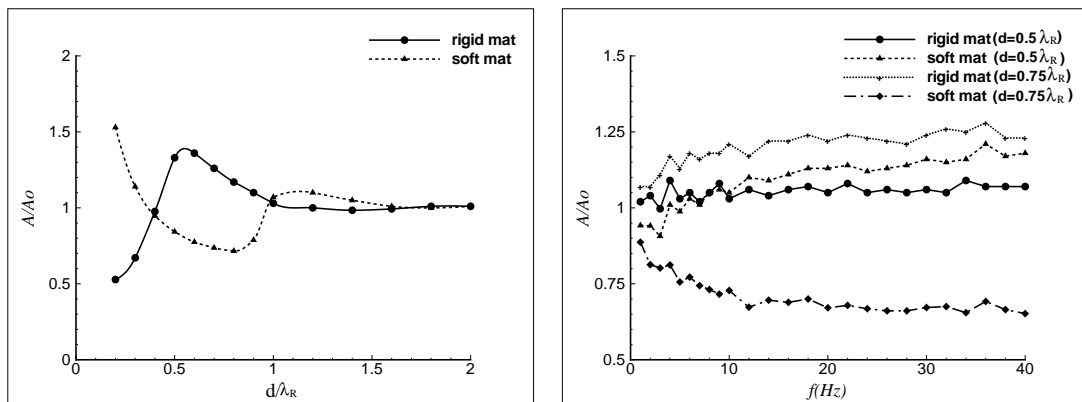 2
1.5
1
0.5
0
A/Ao
0 0.5 1 1.5 2
d/λR
rigid mat
soft mat
1.5
1.25
1.0
0.75
0.5
A/Ao
0 10 20 30 40
f(Hz)
rigid mat (d=0.5λR)
soft mat (d=0.5λR)
rigid mat (d=0.75λR)
soft mat (d=0.75λR)